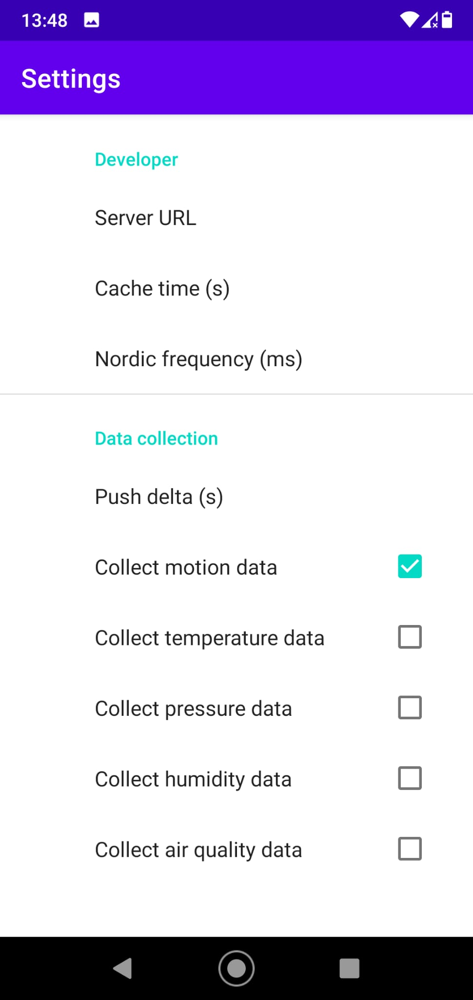 13:48
Settings
Developer
Server URL
Cache time (s)
Nordic frequency (ms)
Data collection
Push delta (s)
Collect motion data
Collect temperature data
Collect pressure data
Collect humidity data
Collect air quality data